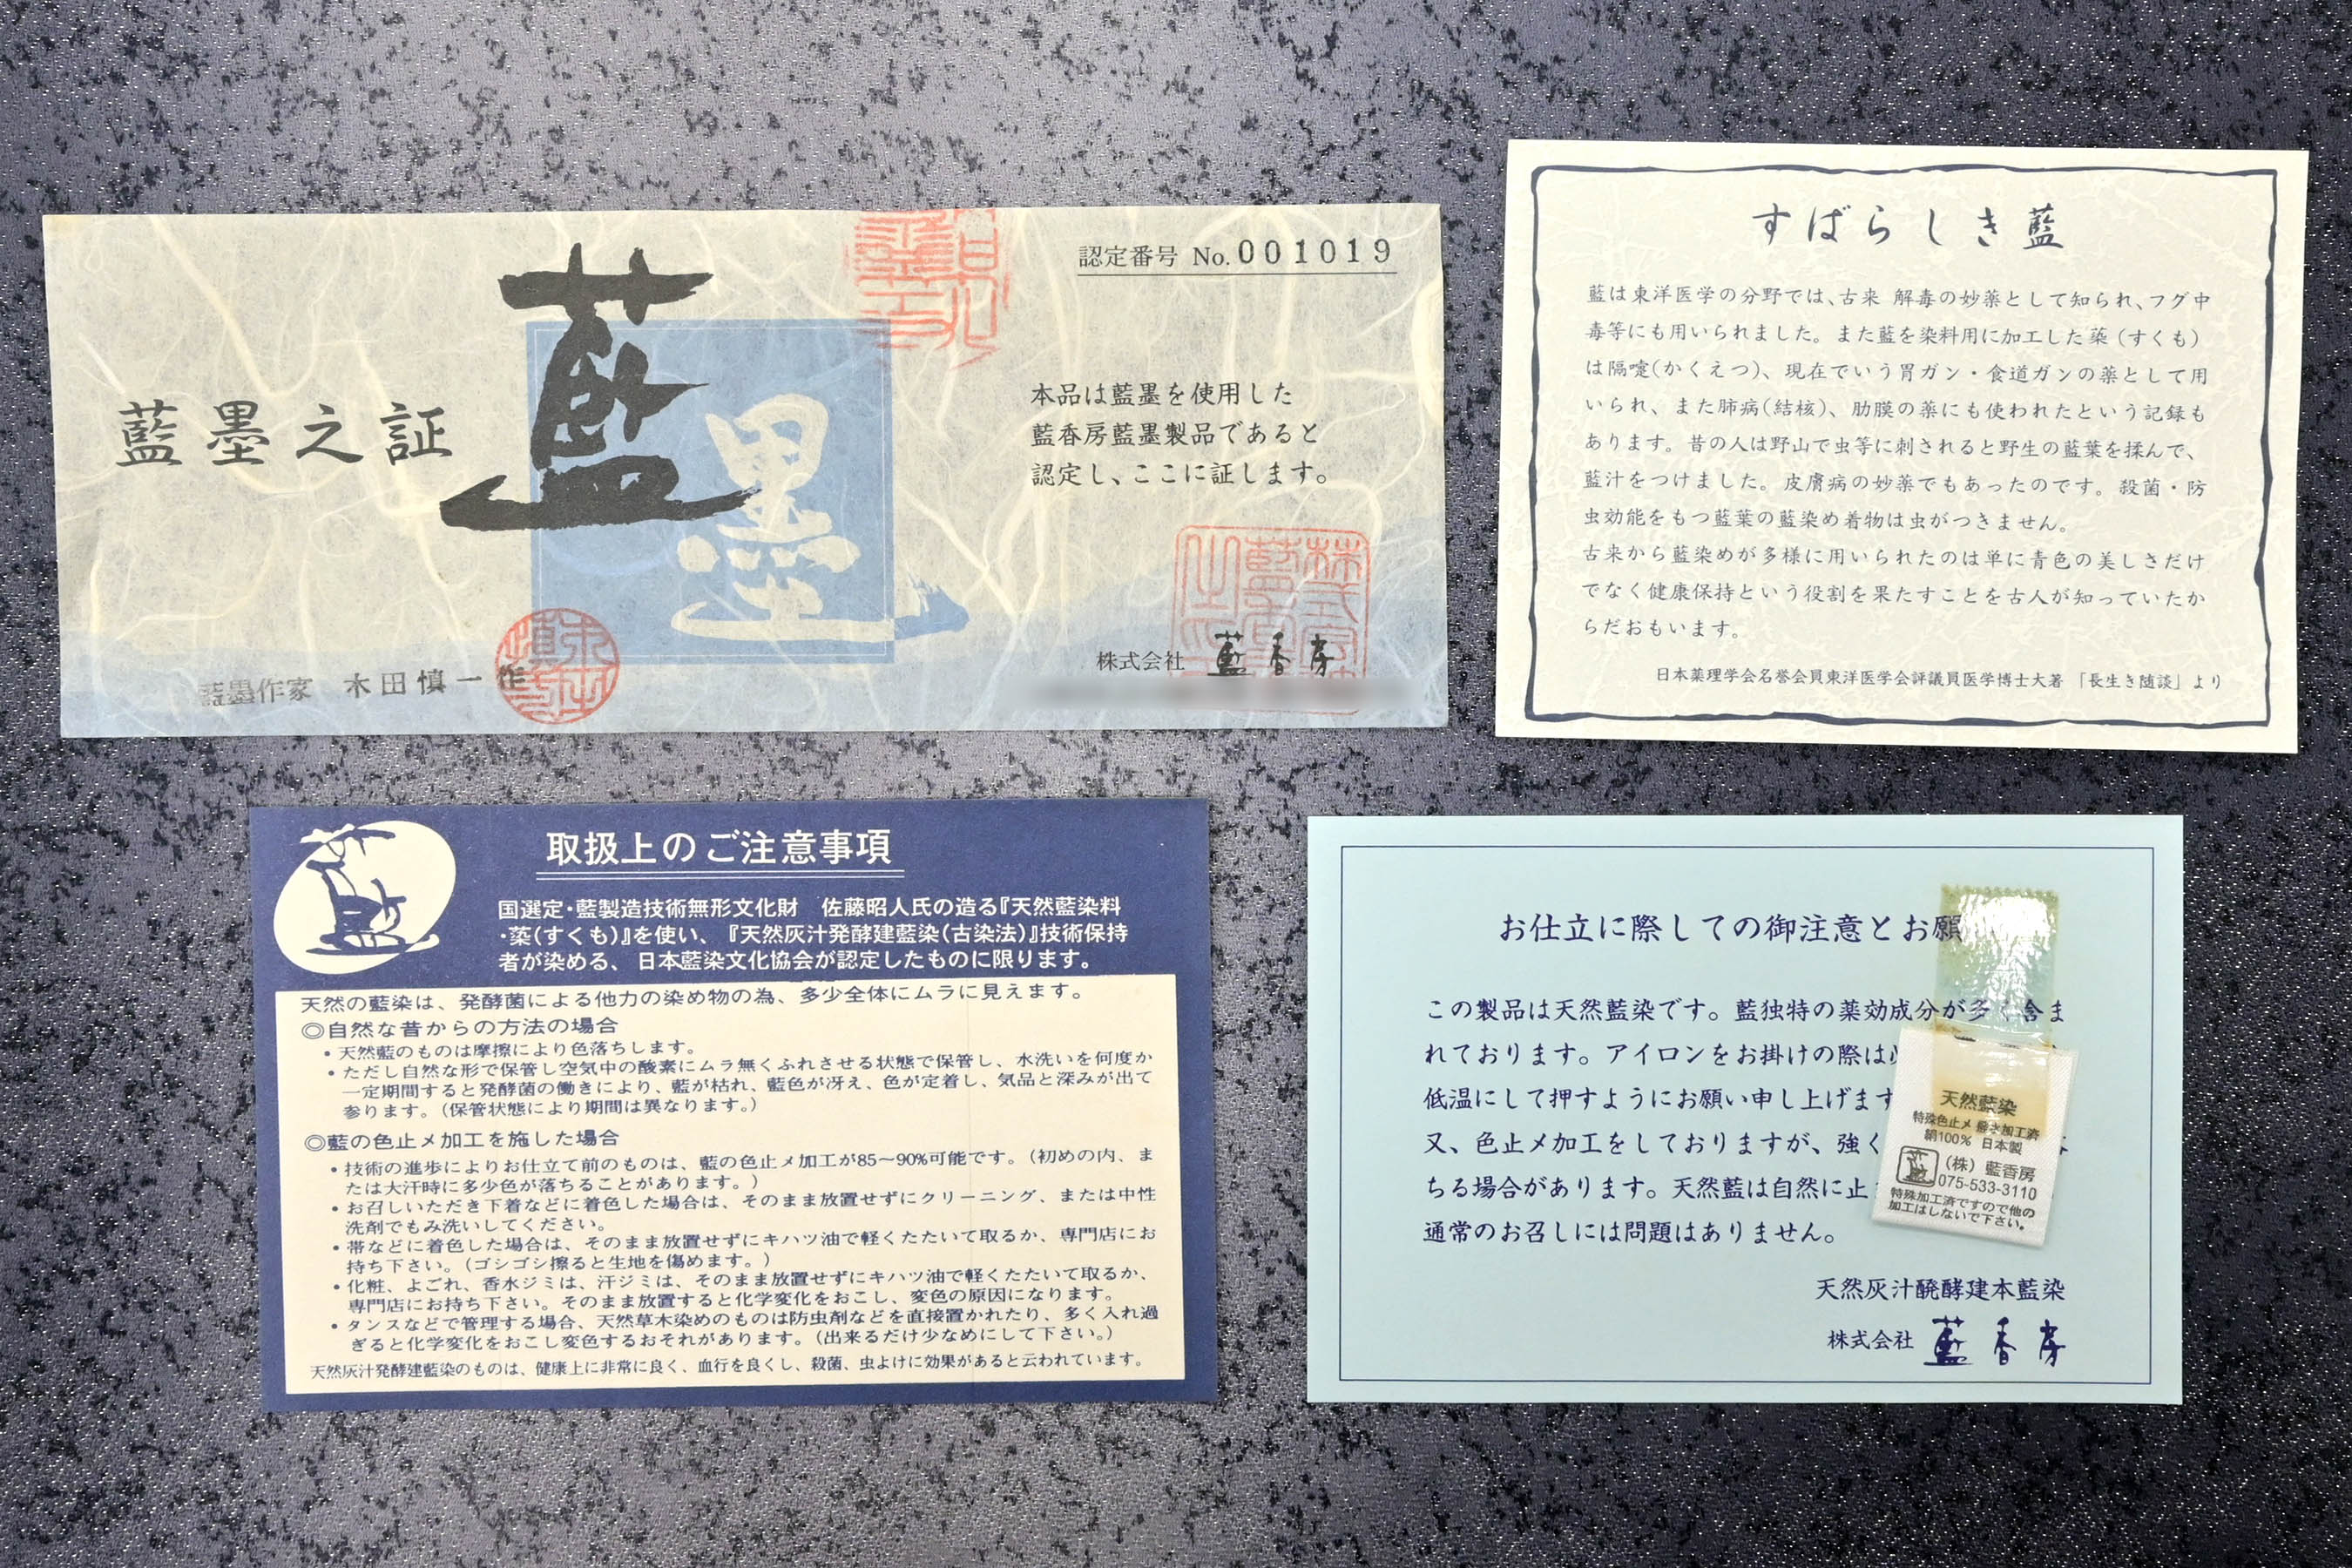 藍墨之証
藍墨
認定番号 No.001019
本品は藍墨を使用した
藍香房藍墨製品であると
認定し、ここに証します。
藍墨作家 木田慎一作
株式会社 藍香房
すばらしき藍
藍は東洋医学の分野では、古来 解毒の妙薬として知られ、フグ中
毒等にも用いられました。また藍を染料用に加工した蒅(すくも)
は隔噎(かくえつ)、現在でいう胃ガン・食道ガンの薬として用
いられ、また肺病(結核)、肋膜の薬にも使われたという記録も
あります。昔の人は野山で虫等に刺されると野生の藍葉を揉んで、
藍汁をつけました。皮膚病の妙薬でもあったのです。殺菌・防
虫効能をもつ藍葉の藍染め着物は虫がつきません。
古来から藍染めが多様に用いられたのは単に青色の美しさだけ
でなく健康保持という役割を果たすことを古人が知っていたか
らだおもいます。
日本薬理学会名誉会員東洋医学会評議員医学博士大著 「長生き随談」より
取扱上のご注意事項
国選定・藍製造技術無形文化財 佐藤昭人氏の造る『天然藍染料
・蒅(すくも)』を使い、『天然灰汁発酵建藍染(古染法)』技術保持
者が染める、日本藍染文化協会が認定したものに限ります。
天然の藍染は、発酵菌による他力の染め物の為、多少全体にムラに見えます。
◎自然な昔からの方法の場合
・天然藍のものは摩擦により色落ちします。
・ただし自然な形で保管し空気中の酸素にムラ無くふれさせる状態で保管し、水洗いを何度か
一定期間すると発酵菌の働きにより、藍が枯れ、藍色が冴え、色が定着し、気品と深みが出て
参ります。(保管状態により期間は異なります。)
◎藍の色止メ加工を施した場合
・技術の進歩によりお仕立て前のものは、藍の色止メ加工が85〜90%可能です。(初めの内、ま
たは大汗時に多少色が落ちることがあります。)
・お召しいただき下着などに着色した場合は、そのまま放置せずにクリーニング、または中性
洗剤でもみ洗いしてください。
・帯などに着色した場合は、そのまま放置せずにキハツ油で軽くたたいて取るか、専門店にお
持ち下さい。(ゴシゴシ擦ると生地を傷めます。)
・化粧、よごれ、香水ジミは、汗ジミは、そのまま放置せずにキハツ油で軽くたたいて取るか、
専門店にお持ち下さい。そのまま放置すると化学変化をおこし、変色の原因になります。
・タンスなどで管理する場合、天然草木染めのものは防虫剤などを直接置かれたり、多く入れ過
ぎると化学変化をおこし変色するおそれがあります。(出来るだけ少なめにして下さい。)
天然灰汁発酵建藍染のものは、健康上に非常に良く、血行を良くし、殺菌、虫よけに効果があると云われています。
お仕立に際しての御注意とお願
この製品は天然藍染です。藍独特の薬効成分が多く含ま
れております。アイロンをお掛けの際は
低温にして押すようにお願い申し上げます
又、色止メ加工をしておりますが、強く
ちる場合があります。天然藍は自然に止
通常のお召しには問題はありません。
天然灰汁醗酵建本藍染
株式会社 藍香房
天然藍染
特殊色止メ 巻き加工済
絹100% 日本製
(株)藍香房
075-533-3110
特殊加工済ですので他の
加工はしないで下さい。